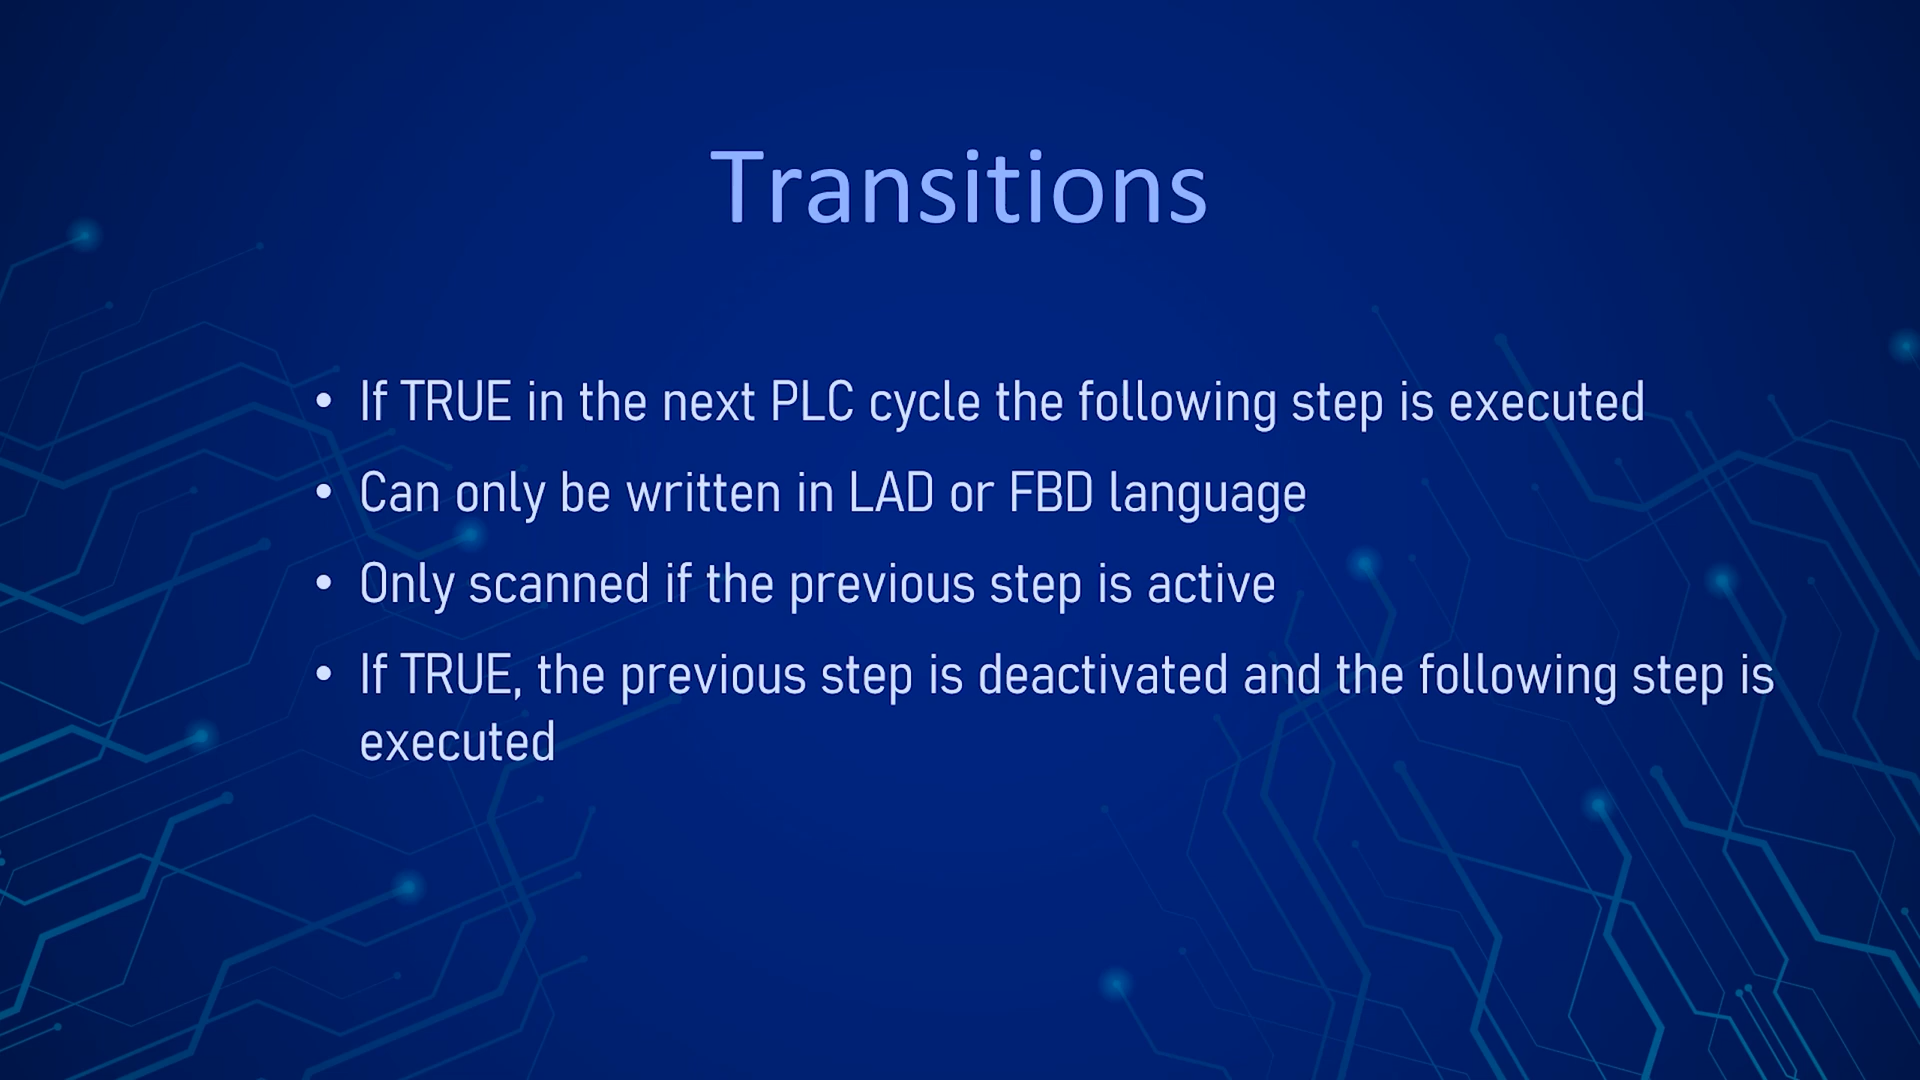 Transitions
• If TRUE in the next PLC cycle the following step is executed
• Can only be written in LAD or FBD language
• Only scanned if the previous step is active
• If TRUE, the previous step is deactivated and the following step is
executed